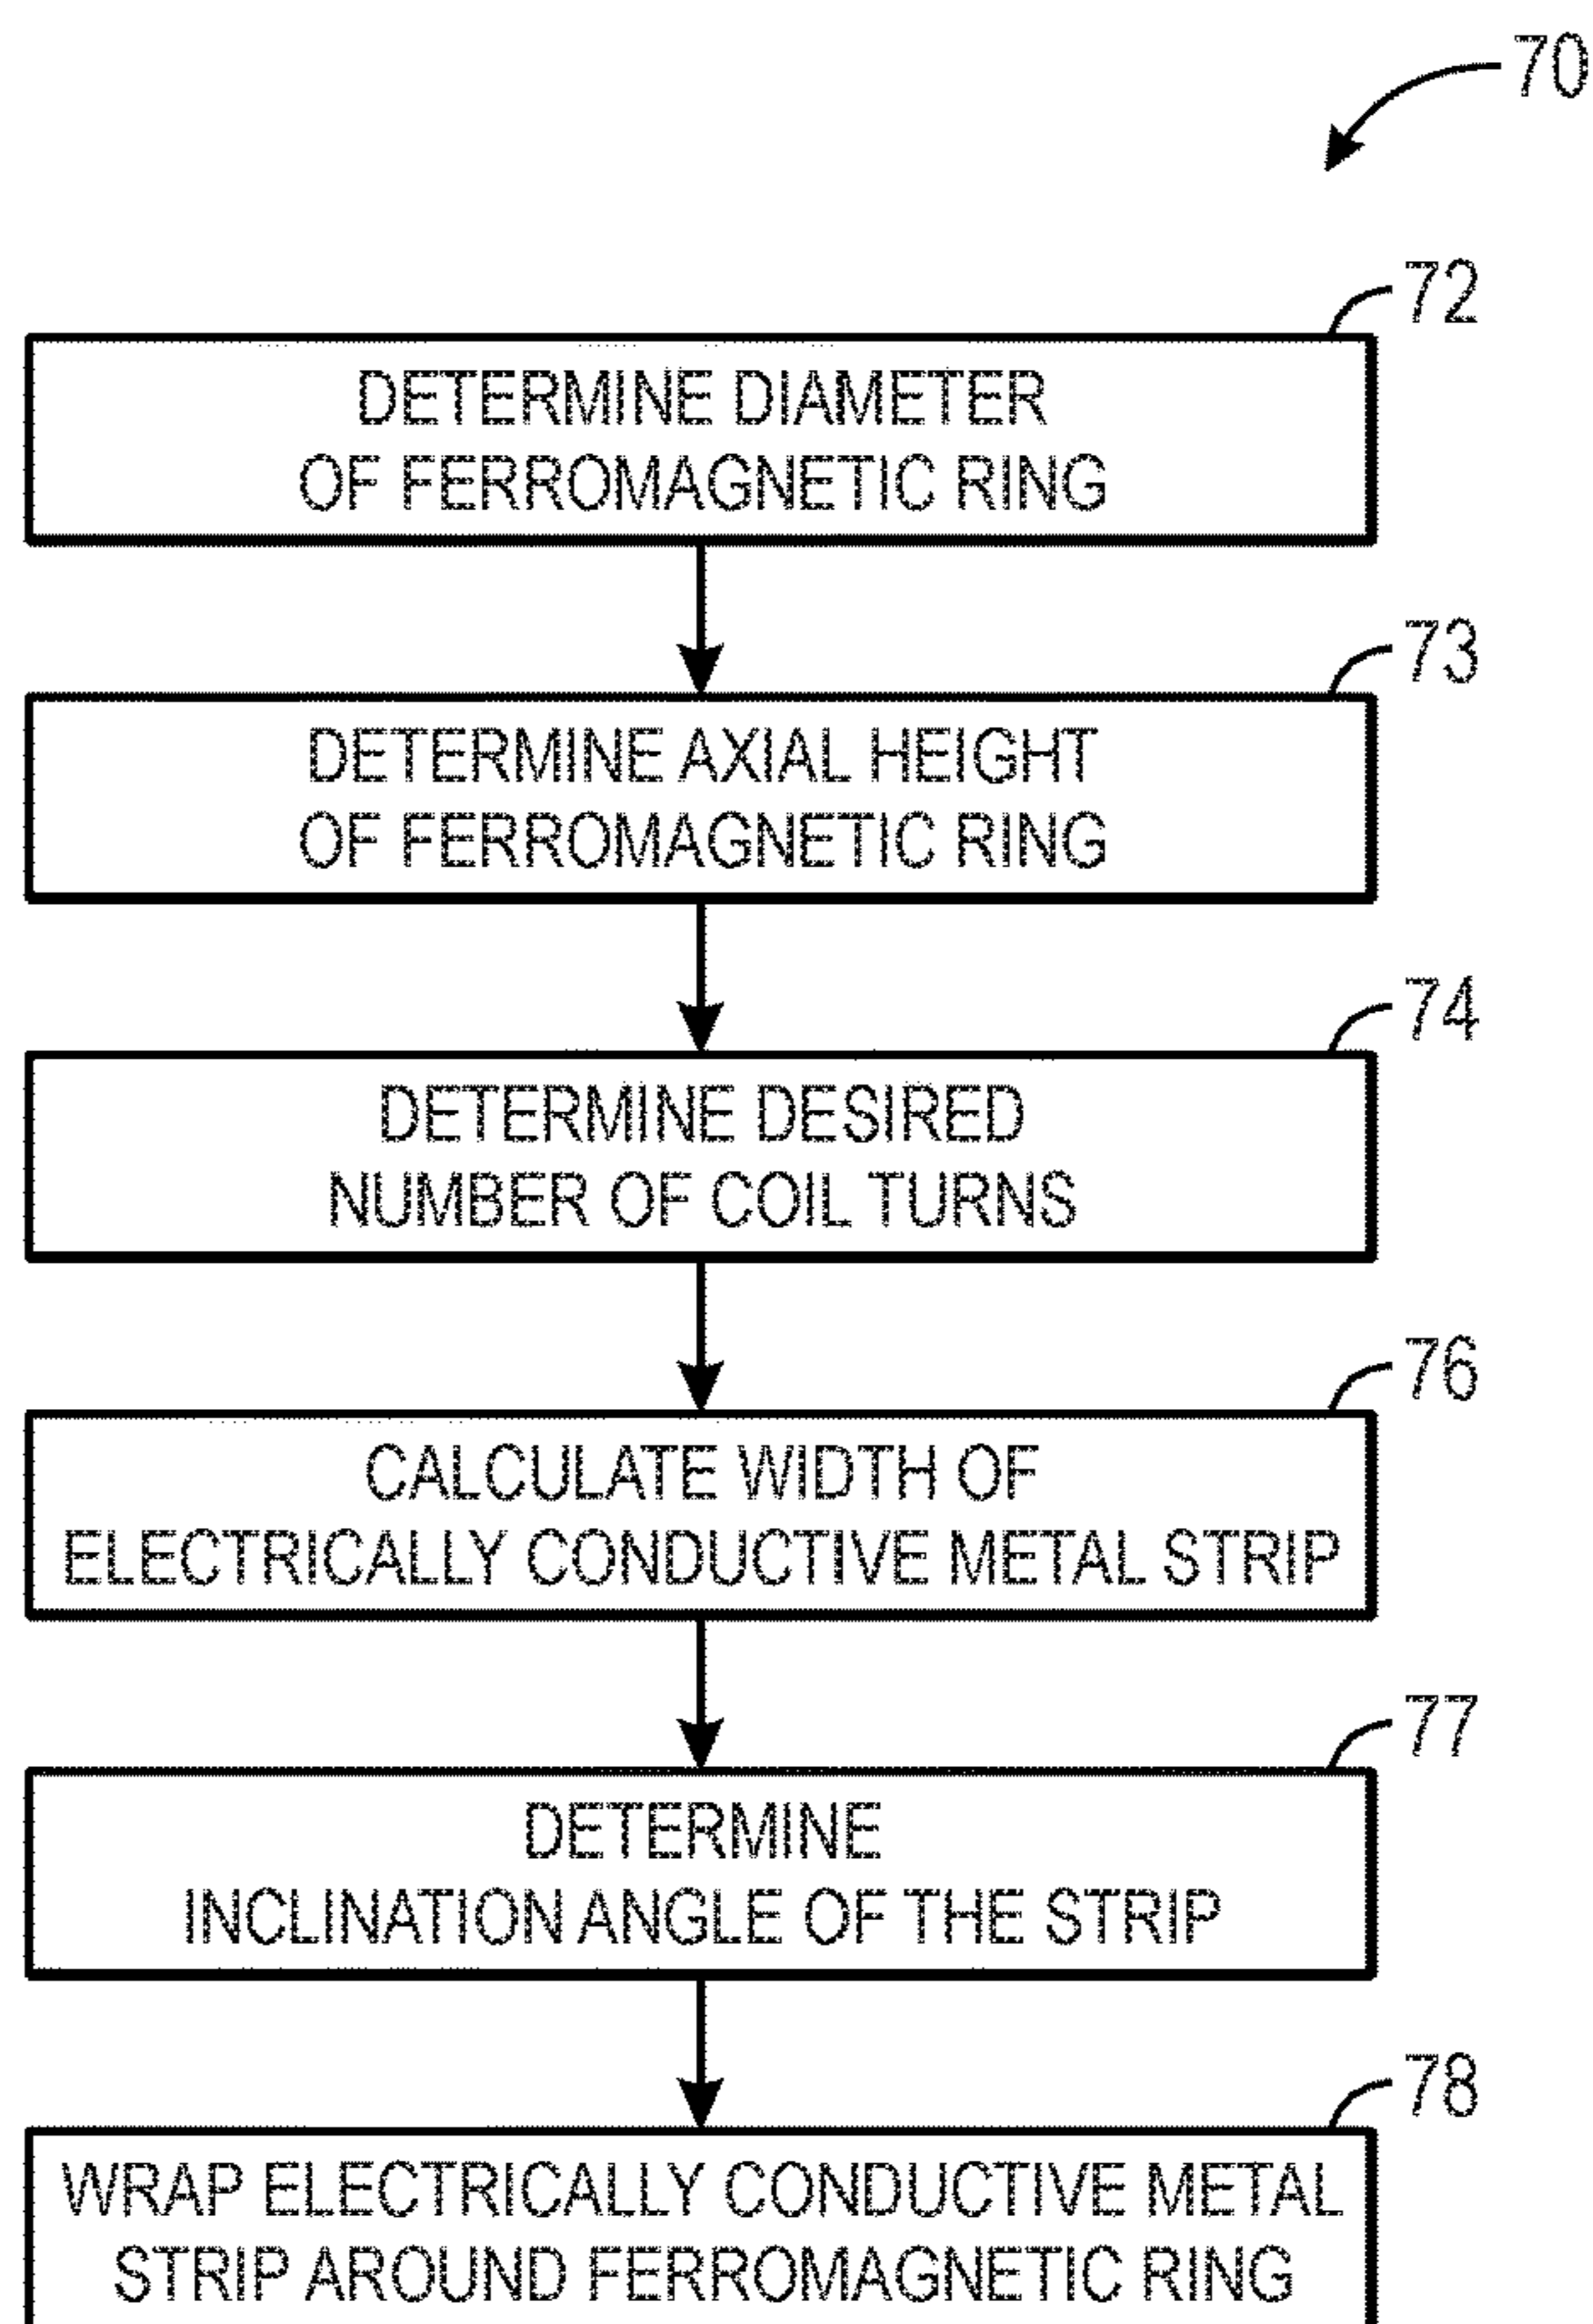 70
72
DETERMINE DIAMETER
OF FERROMAGNETIC RING
73
DETERMINE AXIAL HEIGHT
OF FERROMAGNETIC RING
74
DETERMINE DESIRED
NUMBER OF COIL TURNS
76
CALCULATE WIDTH OF
ELECTRICALLY CONDUCTIVE METAL STRIP
77
DETERMINE
INCLINATION ANGLE OF THE STRIP
78
WRAP ELECTRICALLY CONDUCTIVE METAL
STRIP AROUND FERROMAGNETIC RING